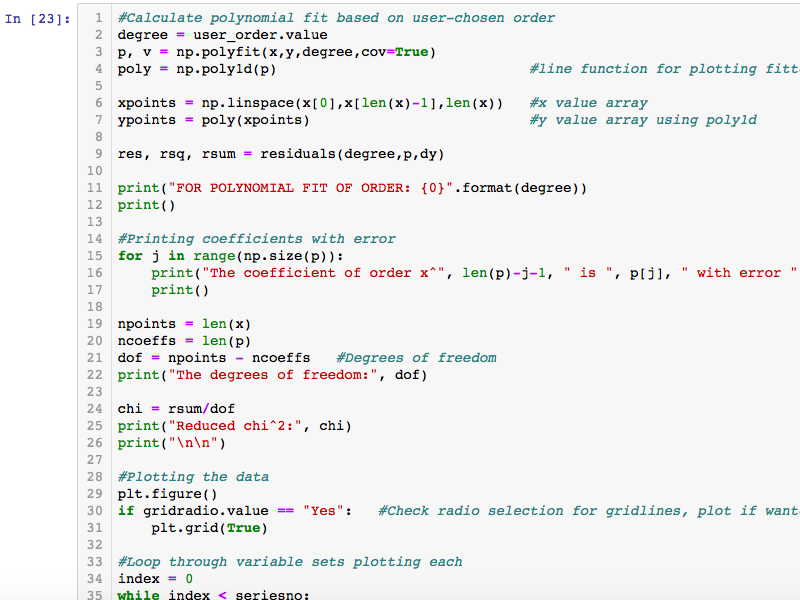 In [23]:
1 #Calculate polynomial fit based on user-chosen order
2 degree = user_order.value
3 p, v = np.polyfit(x,y,degree,cov=True)
4 poly = np.poly1d(p) #line function for plotting fitt
5
6 xpoints = np.linspace(x[0],x[len(x)-1],len(x)) #x value array
7 ypoints = poly(xpoints) #y value array using poly1d
8
9 res, rsq, rsum = residuals(degree,p,dy)
10
11 print("FOR POLYNOMIAL FIT OF ORDER: {0}".format(degree))
12 print()
13
14 #Printing coefficients with error
15 for j in range(np.size(p)):
16 print("The coefficient of order x^", len(p)-j-1, " is ", p[j], " with error "
17 print()
18
19 npoints = len(x)
20 ncoeffs = len(p)
21 dof = npoints - ncoeffs #Degrees of freedom
22 print("The degrees of freedom:", dof)
23
24 chi = rsum/dof
25 print("Reduced chi^2:", chi)
26 print("\n\n")
27
28 #Plotting the data
29 plt.figure()
30 if gridradio.value == "Yes": #Check radio selection for gridlines, plot if want
31 plt.grid(True)
32
33 #Loop through variable sets plotting each
34 index = 0
35 while index < seriesno: